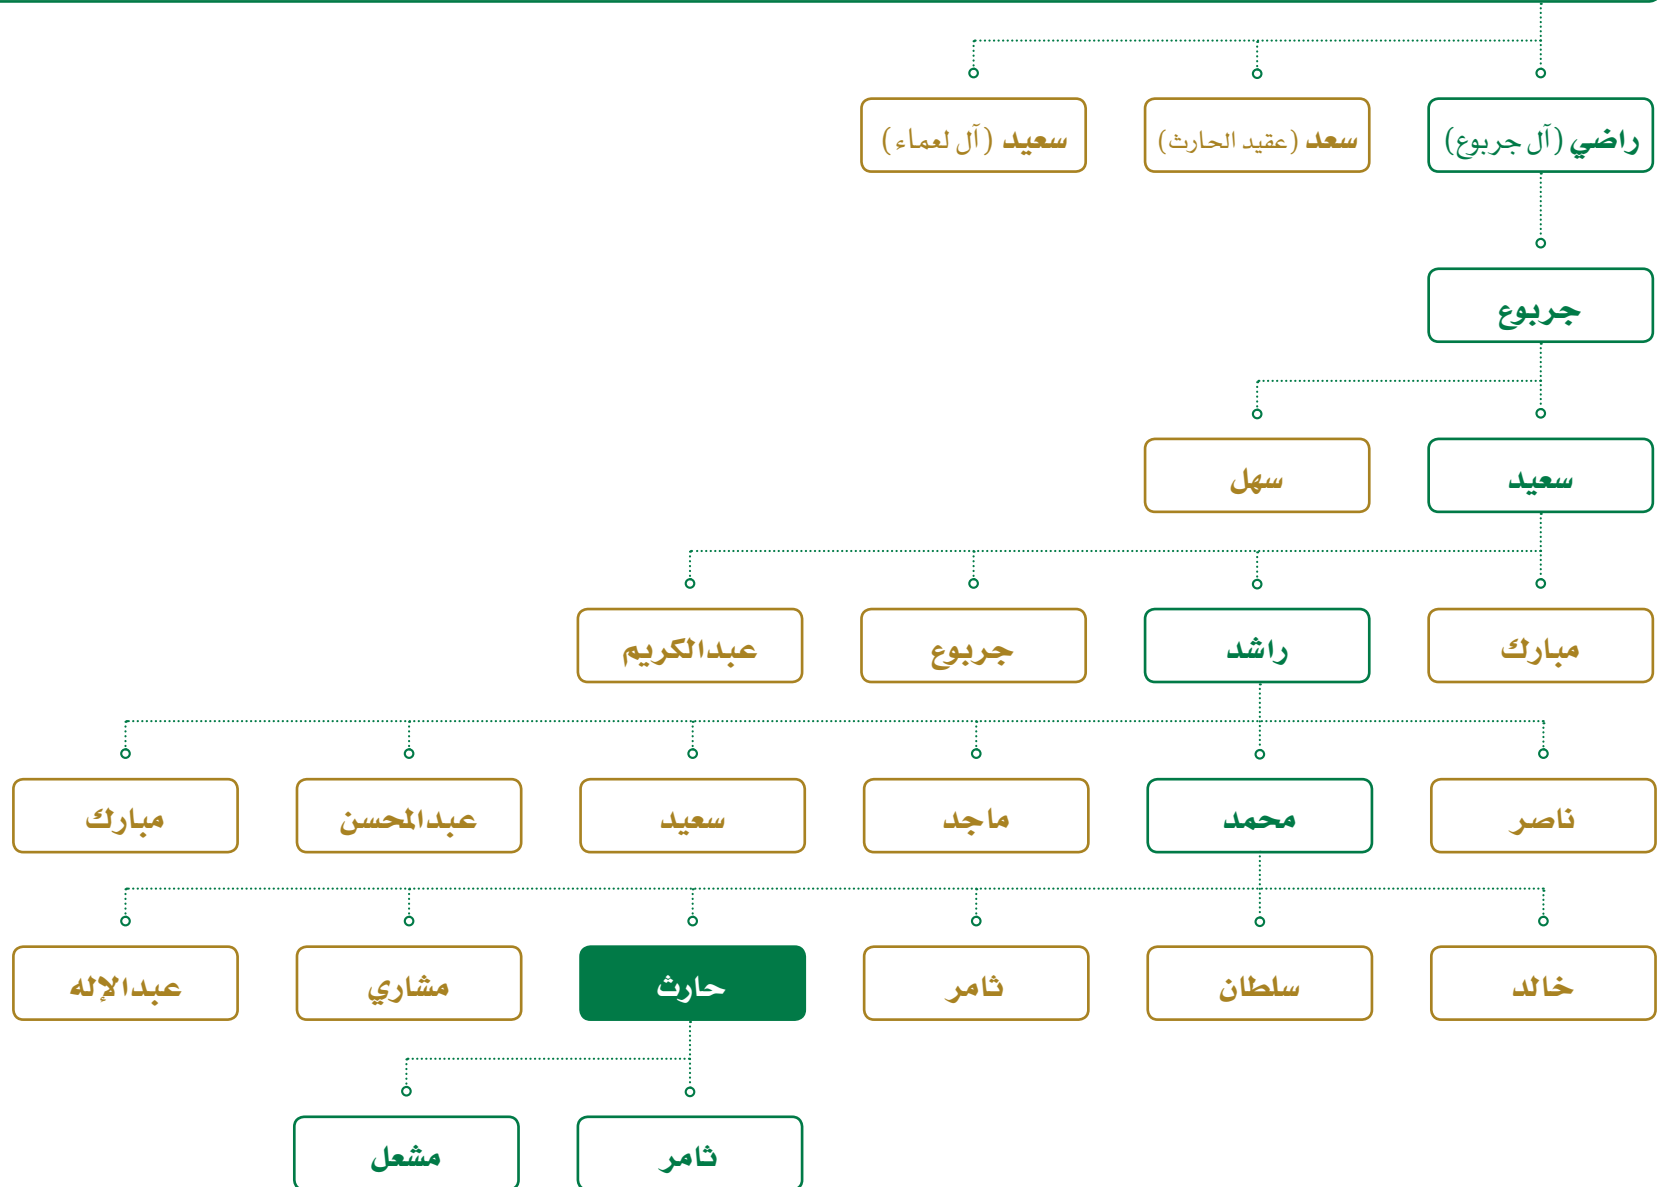 راضي (آل جربوع) سعد (عقيد الحارث) سعيد (آل لعماء)
جربوع
سعيد سهل
مبارك راشد جربوع عبدالكريم
ناصر محمد ماجد سعيد عبدالمحسن مبارك
خالد سلطان ثامر حارث مشاري عبدالإله
ثامر مشعل